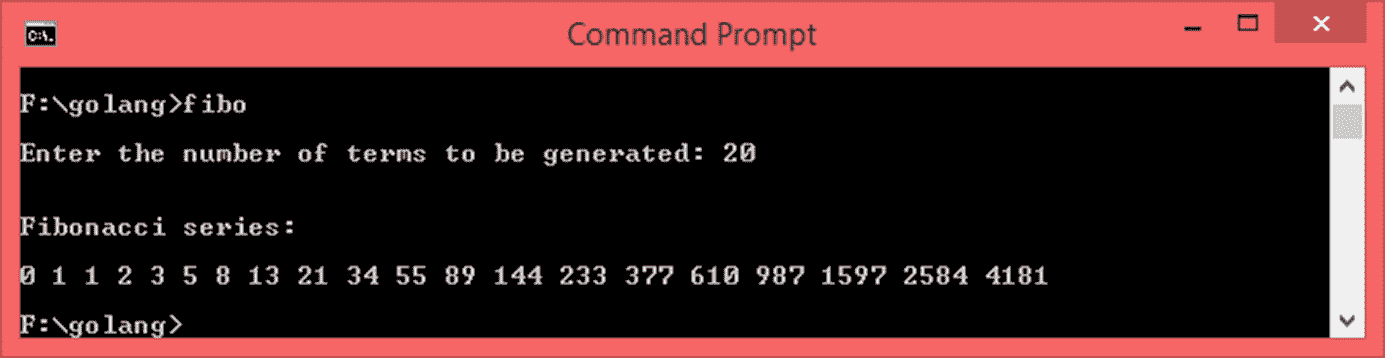 C:\.
Command Prompt
F:\golang>fibo
Enter the number of terms to be generated: 20
Fibonacci series:
0 1 1 2 3 5 8 13 21 34 55 89 144 233 377 610 987 1597 2584 4181
F:\golang>